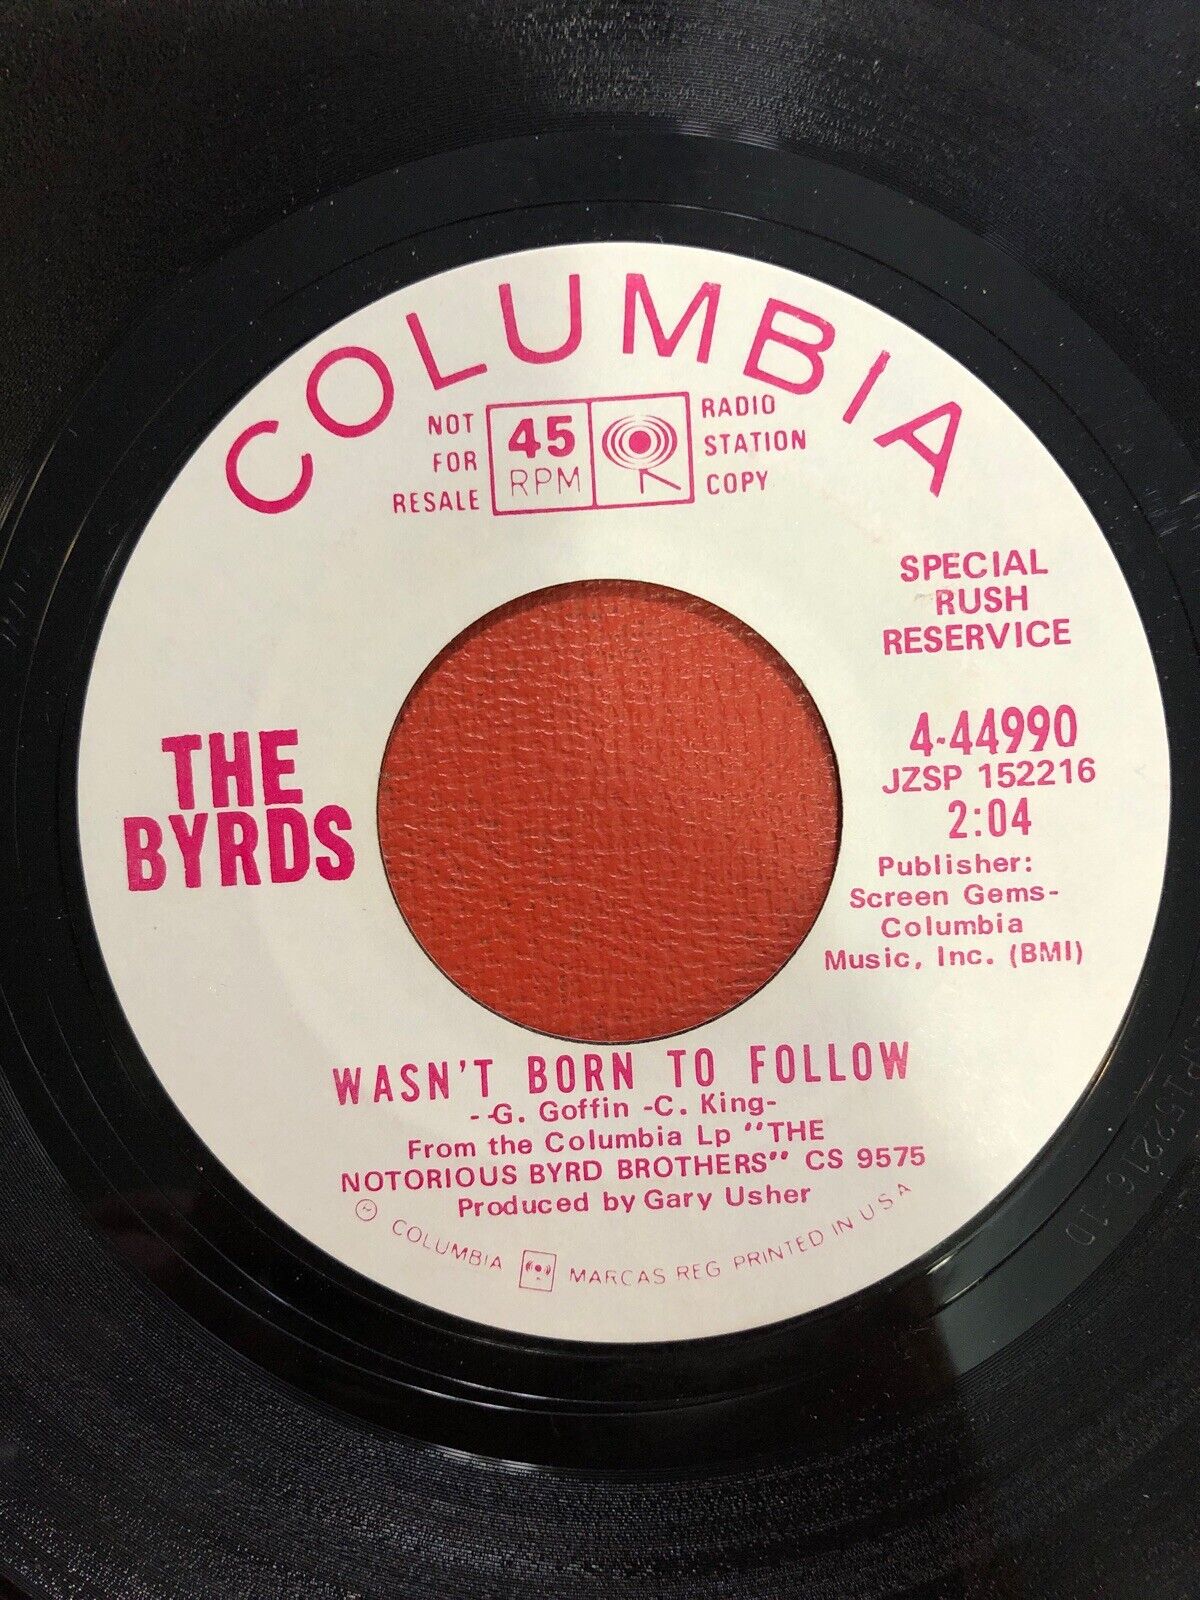 COLUMBIA
NOT
FOR
RESALE
45
RPM
RADIO
STATION
COPY
SPECIAL
RUSH
RESERVICE
THE
BYRDS
4-44990
JZSP 152216
2:04
Publisher:
Screen Gems-
Columbia
Music, Inc. (BMI)
WASN'T BORN TO FOLLOW
--G. Goffin -C. King-
From the Columbia Lp "THE
NOTORIOUS BYRD BROTHERS" CS 9575
Produced by Gary Usher
COLUMBIA MARCAS REG PRINTED IN U S A